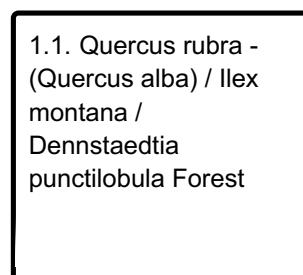 1.1. Quercus rubra -
(Quercus alba) / Ilex
montana /
Dennstaedtia
punctilobula Forest